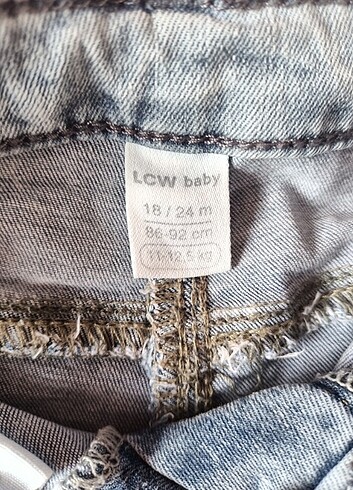 LCW baby
18 / 24 m
86-92 cm
11-12,5 kg